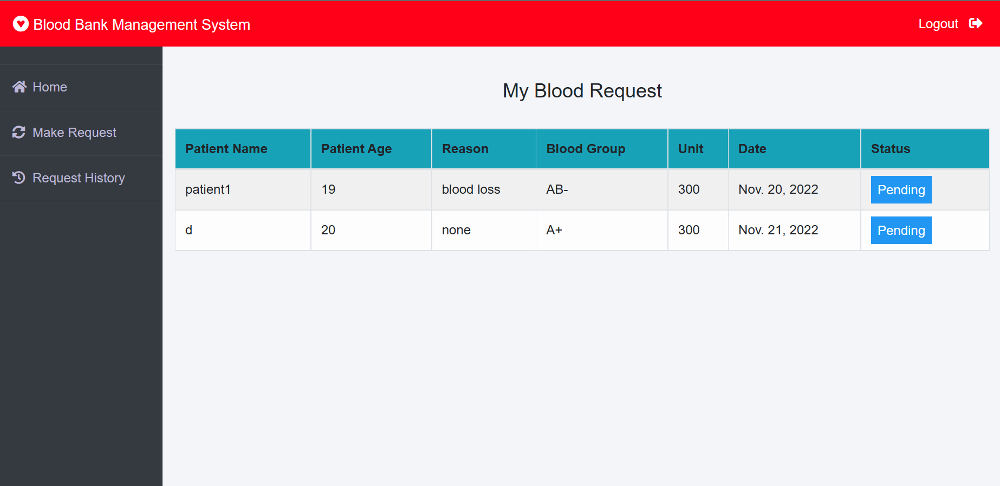 Blood Bank Management System
Logout
Home
Make Request
Request History
My Blood Request
Patient Name Patient Age Reason Blood Group Unit Date Status
patient1 19 blood loss AB- 300 Nov. 20, 2022 Pending
d 20 none A+ 300 Nov. 21, 2022 Pending